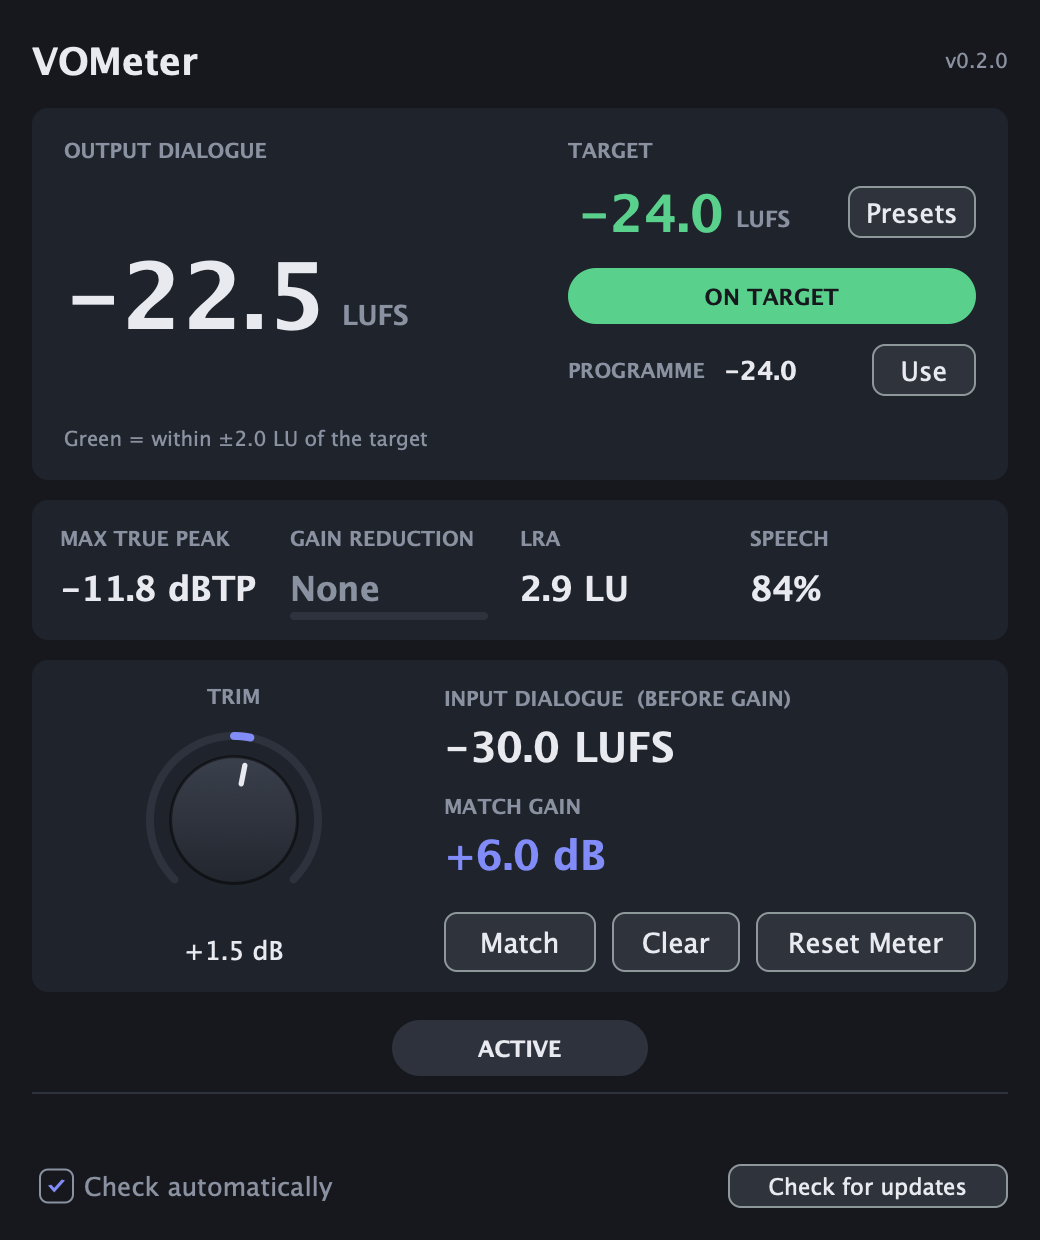 VOMeter
v0.2.0
OUTPUT DIALOGUE
−22.5 LUFS
Green = within ±2.0 LU of the target
TARGET
−24.0 LUFS
Presets
ON TARGET
PROGRAMME −24.0
Use
MAX TRUE PEAK
−11.8 dBTP
GAIN REDUCTION
None
LRA
2.9 LU
SPEECH
84%
TRIM
+1.5 dB
INPUT DIALOGUE (BEFORE GAIN)
−30.0 LUFS
MATCH GAIN
+6.0 dB
Match
Clear
Reset Meter
ACTIVE
Check automatically
Check for updates